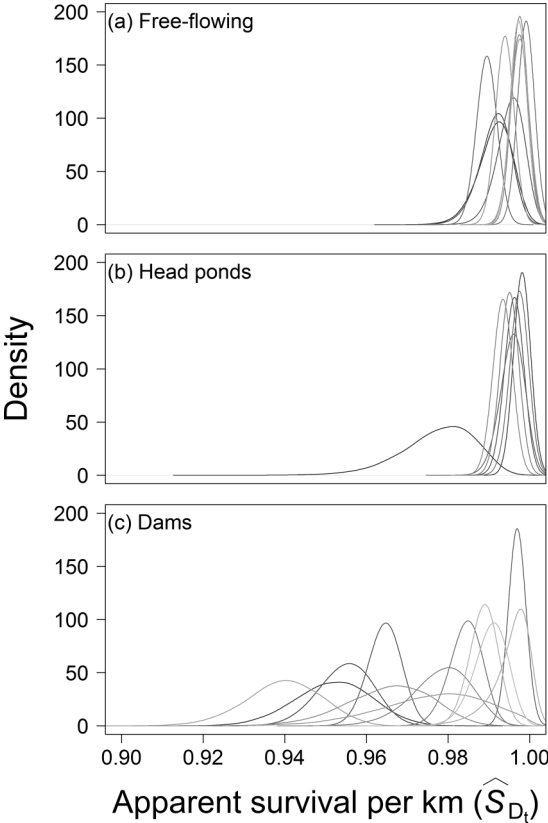 (a) Free-flowing
200
150
100
50
0
(b) Head ponds
200
150
100
50
0
Density
(c) Dams
200
150
100
50
0
0.90 0.92 0.94 0.96 0.98 1.00
Apparent survival per km (Ŝ_Dt)